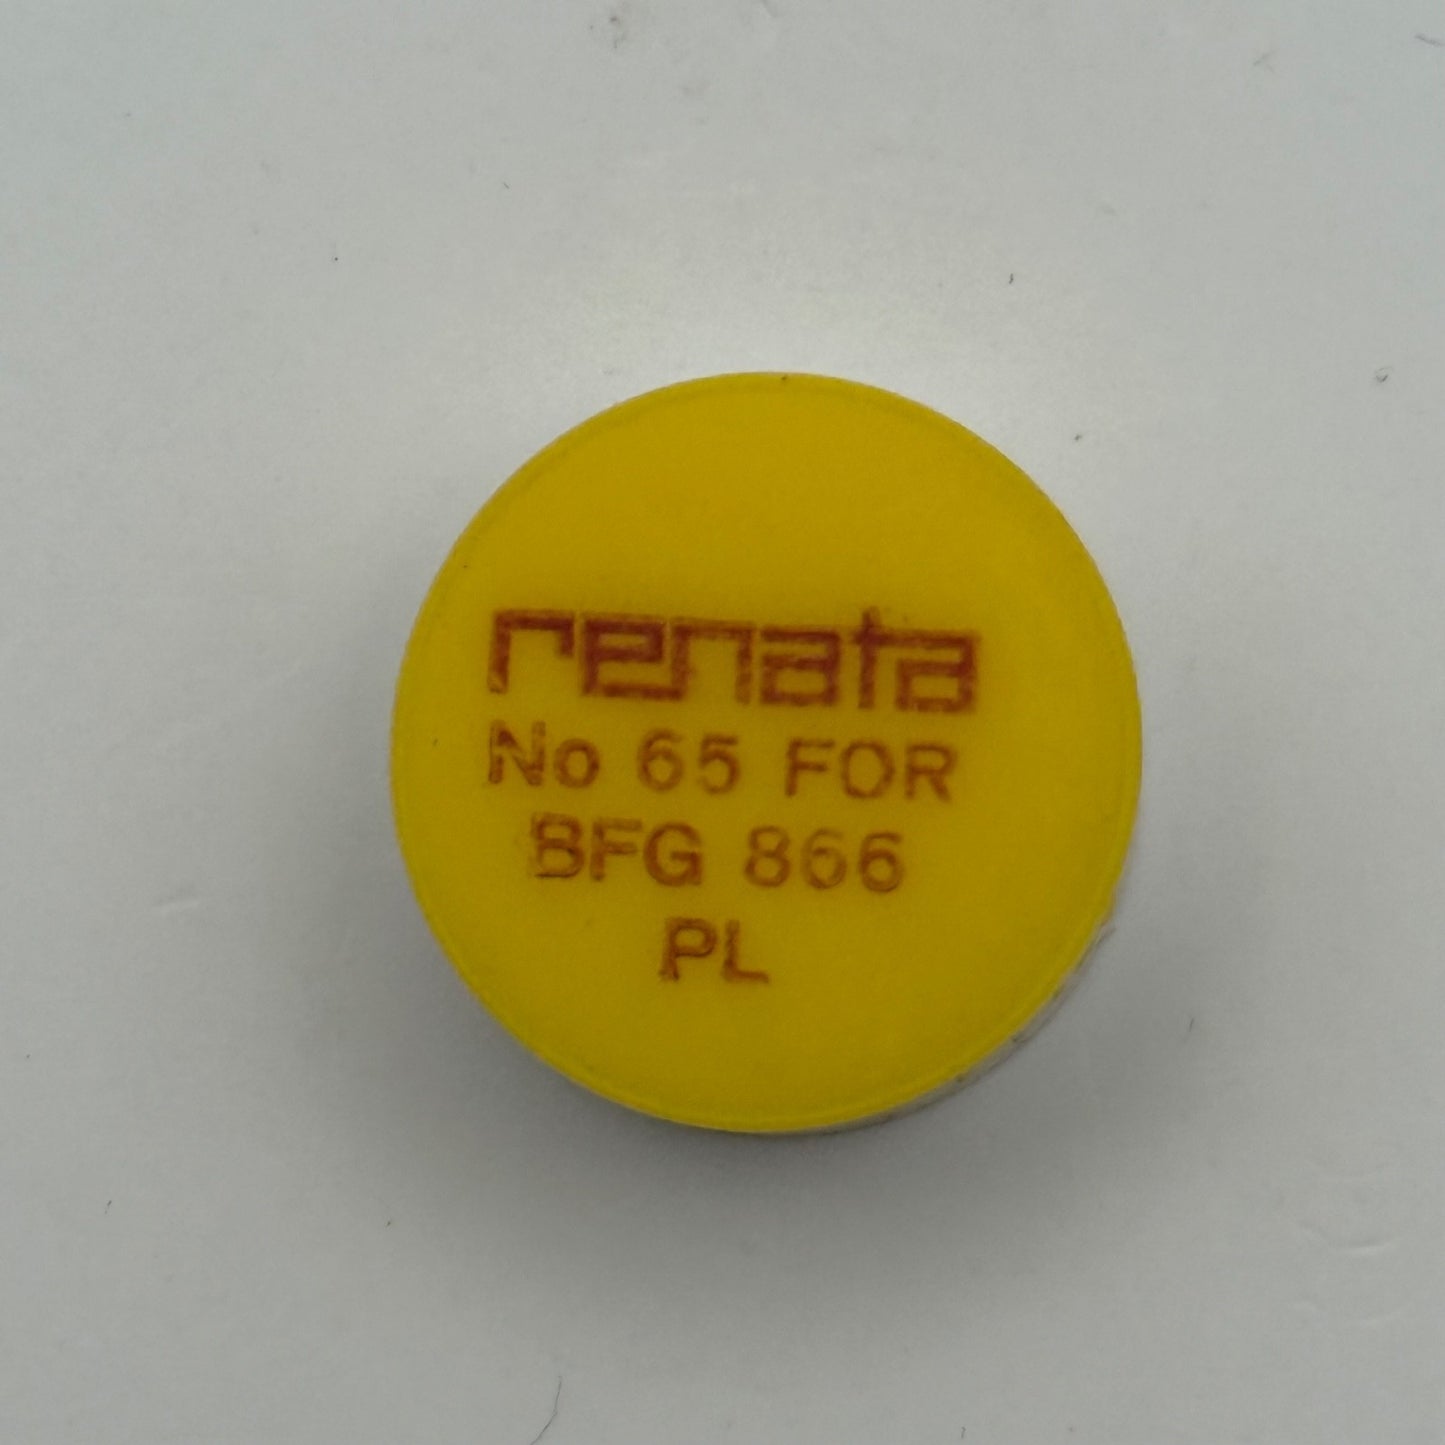 renata
No 65 FOR
BFG 866
PL